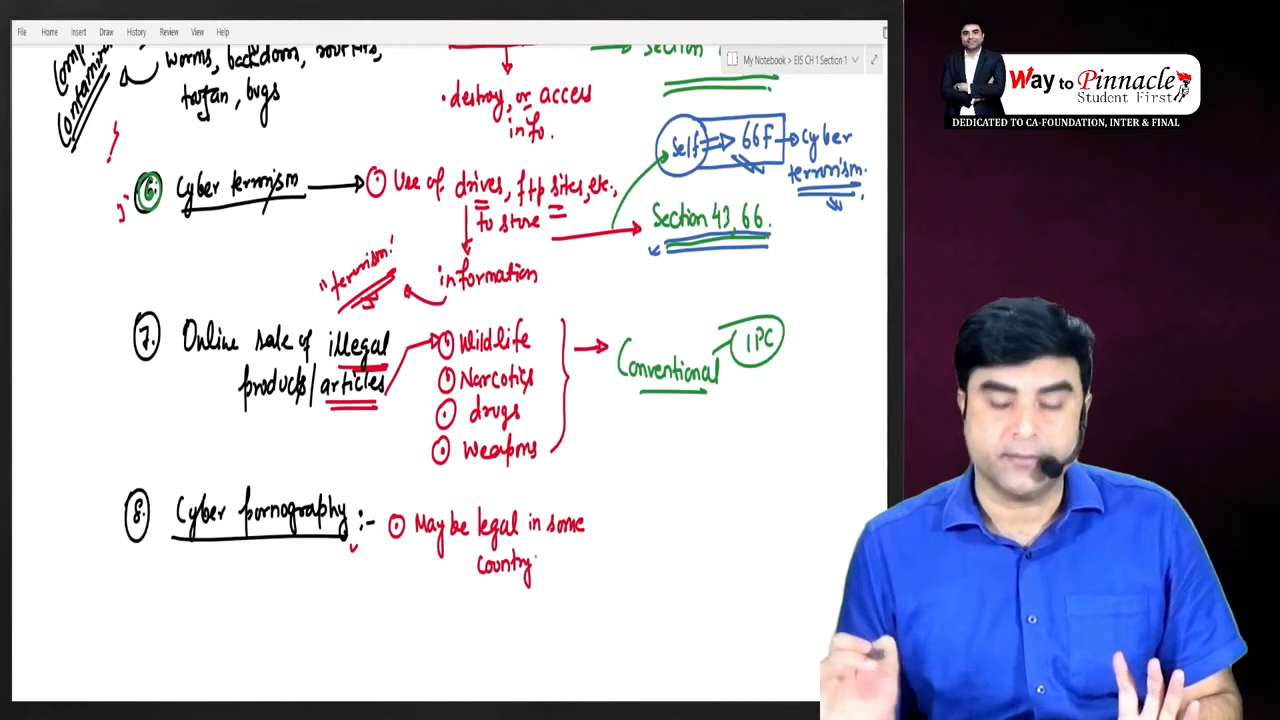 File Home Insert Draw History Review View Help
My Notebook > EIS CH 1 Section 1
worms, backdoors, rootkits,
trojan, bugs
destroy, or access
info.
Self 66f Cyber
terrorism.
6. Cyber terrorism Use of drives, ftp sites, etc.,
to store
Section 43, 66.
"terrorism."
information
7. Online sale of illegal
products/articles
Wildlife
Narcotics
drugs
Weapons
Conventional IPC
8. Cyber pornography :- May be legal in some
country
Way to Pinnacle
Student First
DEDICATED TO CA-FOUNDATION, INTER & FINAL